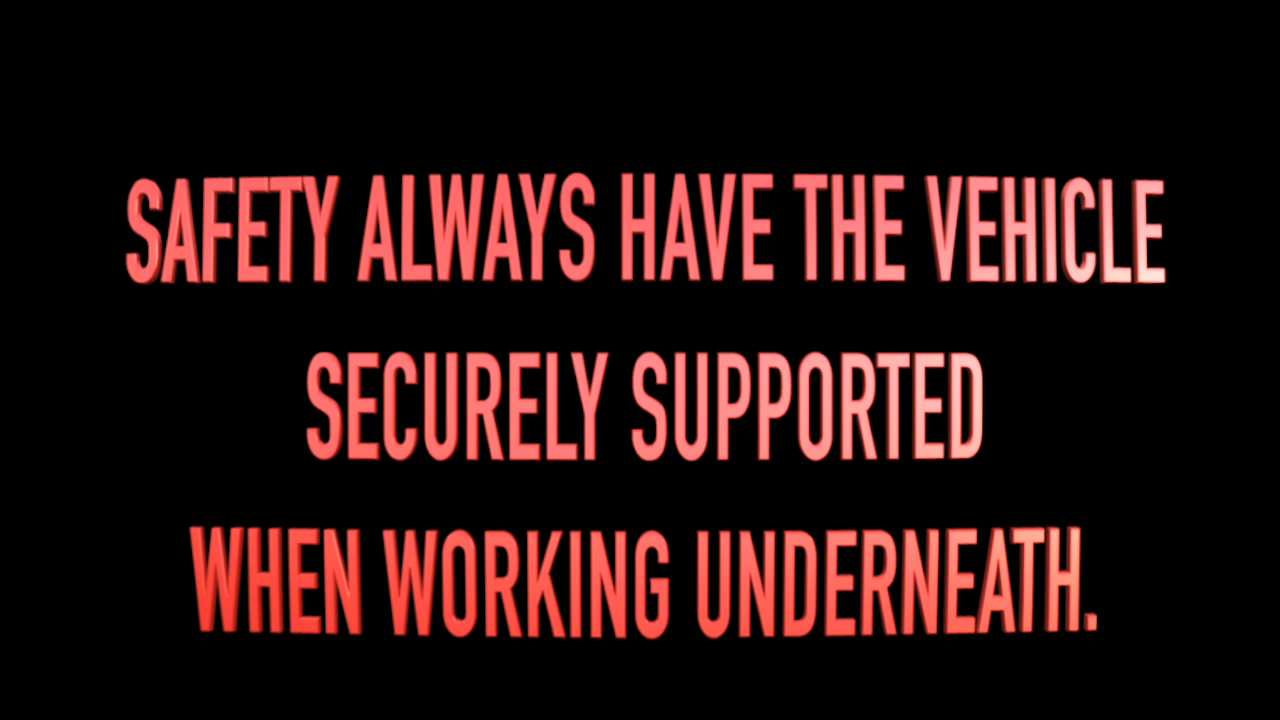 SAFETY ALWAYS HAVE THE VEHICLE
SECURELY SUPPORTED
WHEN WORKING UNDERNEATH.